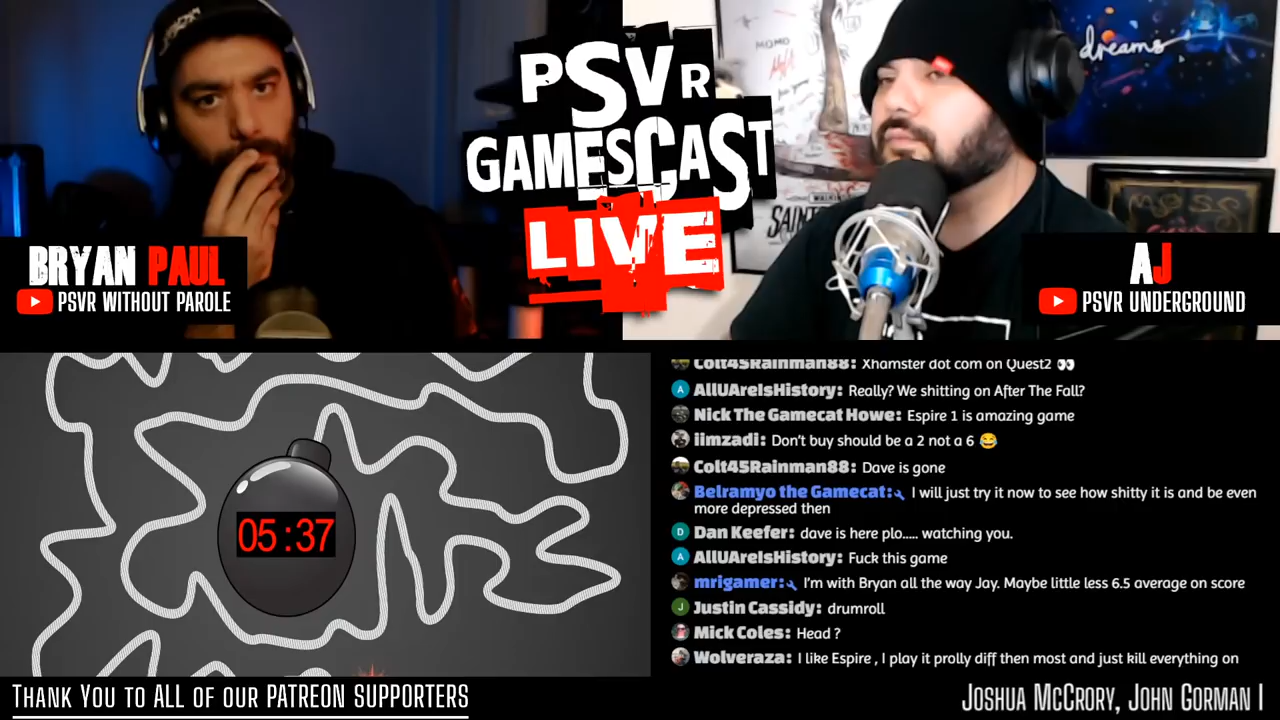 PSVR
GAMESCAST
LIVE
dreams
BRYAN PAUL
PSVR WITHOUT PAROLE
AJ
PSVR UNDERGROUND
05:37
Colt45Rainman88: Xhamster dot com on Quest2 👀
AllUAreIsHistory: Really? We shitting on After The Fall?
Nick The Gamecat Howe: Espire 1 is amazing game
iimzadi: Don't buy should be a 2 not a 6 😂
Colt45Rainman88: Dave is gone
Belramyo the Gamecat: I will just try it now to see how shitty it is and be even
more depressed then
Dan Keefer: dave is here plo..... watching you.
AllUAreIsHistory: Fuck this game
mrigamer: I'm with Bryan all the way Jay. Maybe little less 6.5 average on score
Justin Cassidy: drumroll
Mick Coles: Head ?
Wolveraza: I like Espire , I play it prolly diff then most and just kill everything on
THANK YOU TO ALL OF OUR PATREON SUPPORTERS
JOSHUA MCCRORY, JOHN GORMAN I